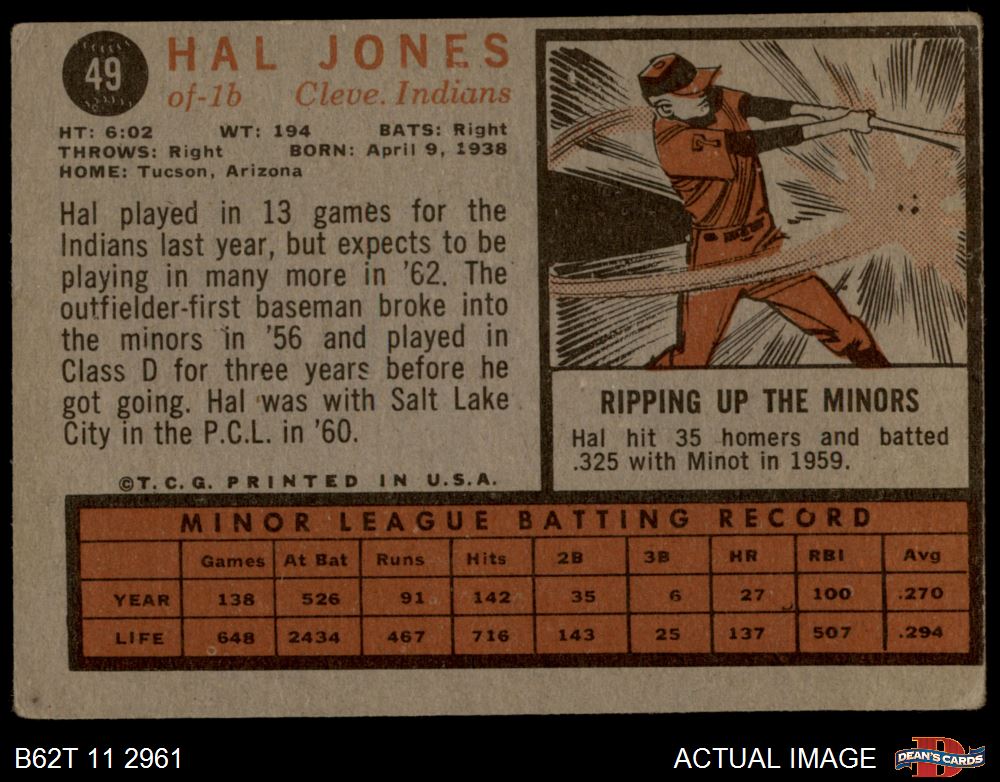 49
HAL JONES
of-1b Cleve. Indians
HT: 6:02 WT: 194 BATS: Right
THROWS: Right BORN: April 9, 1938
HOME: Tucson, Arizona
Hal played in 13 games for the
Indians last year, but expects to be
playing in many more in '62. The
outfielder-first baseman broke into
the minors in '56 and played in
Class D for three years before he
got going. Hal was with Salt Lake
City in the P.C.L. in '60.
©T.C.G. PRINTED IN U.S.A.
RIPPING UP THE MINORS
Hal hit 35 homers and batted
.325 with Minot in 1959.
MINOR LEAGUE BATTING RECORD
Games At Bat Runs Hits 2B 3B HR RBI Avg
YEAR 138 526 91 142 35 6 27 100 .270
LIFE 648 2434 467 716 143 25 137 507 .294
B62T 11 2961
ACTUAL IMAGE
D
DEAN'S CARDS